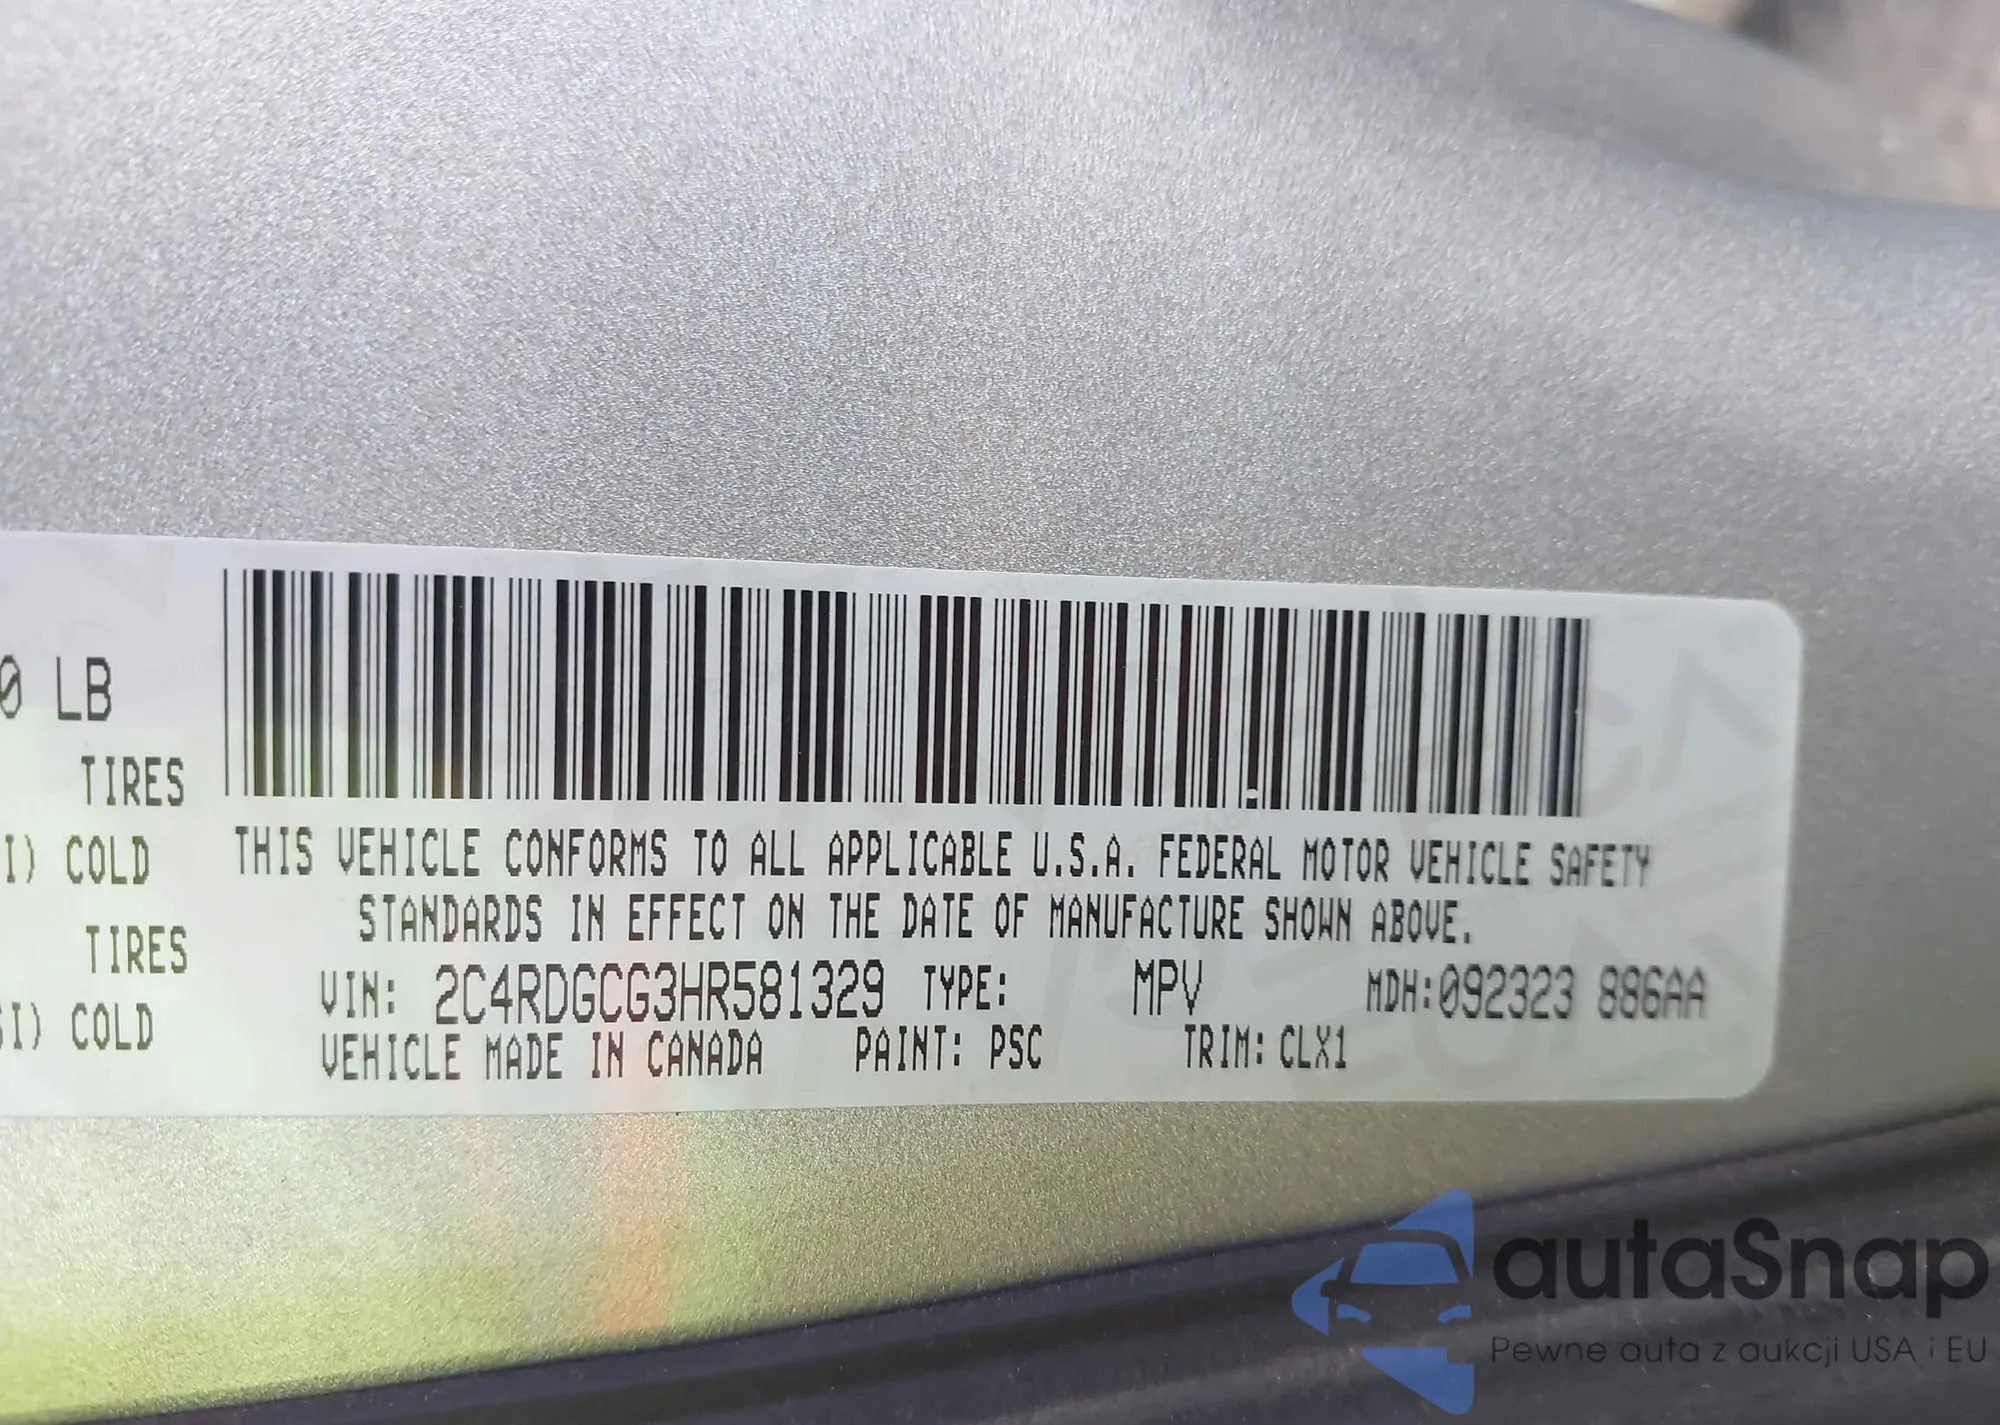 0 LB
TIRES
I) COLD
TIRES
SI) COLD
THIS VEHICLE CONFORMS TO ALL APPLICABLE U.S.A. FEDERAL MOTOR VEHICLE SAFETY
STANDARDS IN EFFECT ON THE DATE OF MANUFACTURE SHOWN ABOVE.
VIN: 2C4RDGCG3HR581329 TYPE: MPV MDH:092323 886AA
VEHICLE MADE IN CANADA PAINT: PSC TRIM: CLX1
autaSnap
Pewne auta z aukcji USA i EU